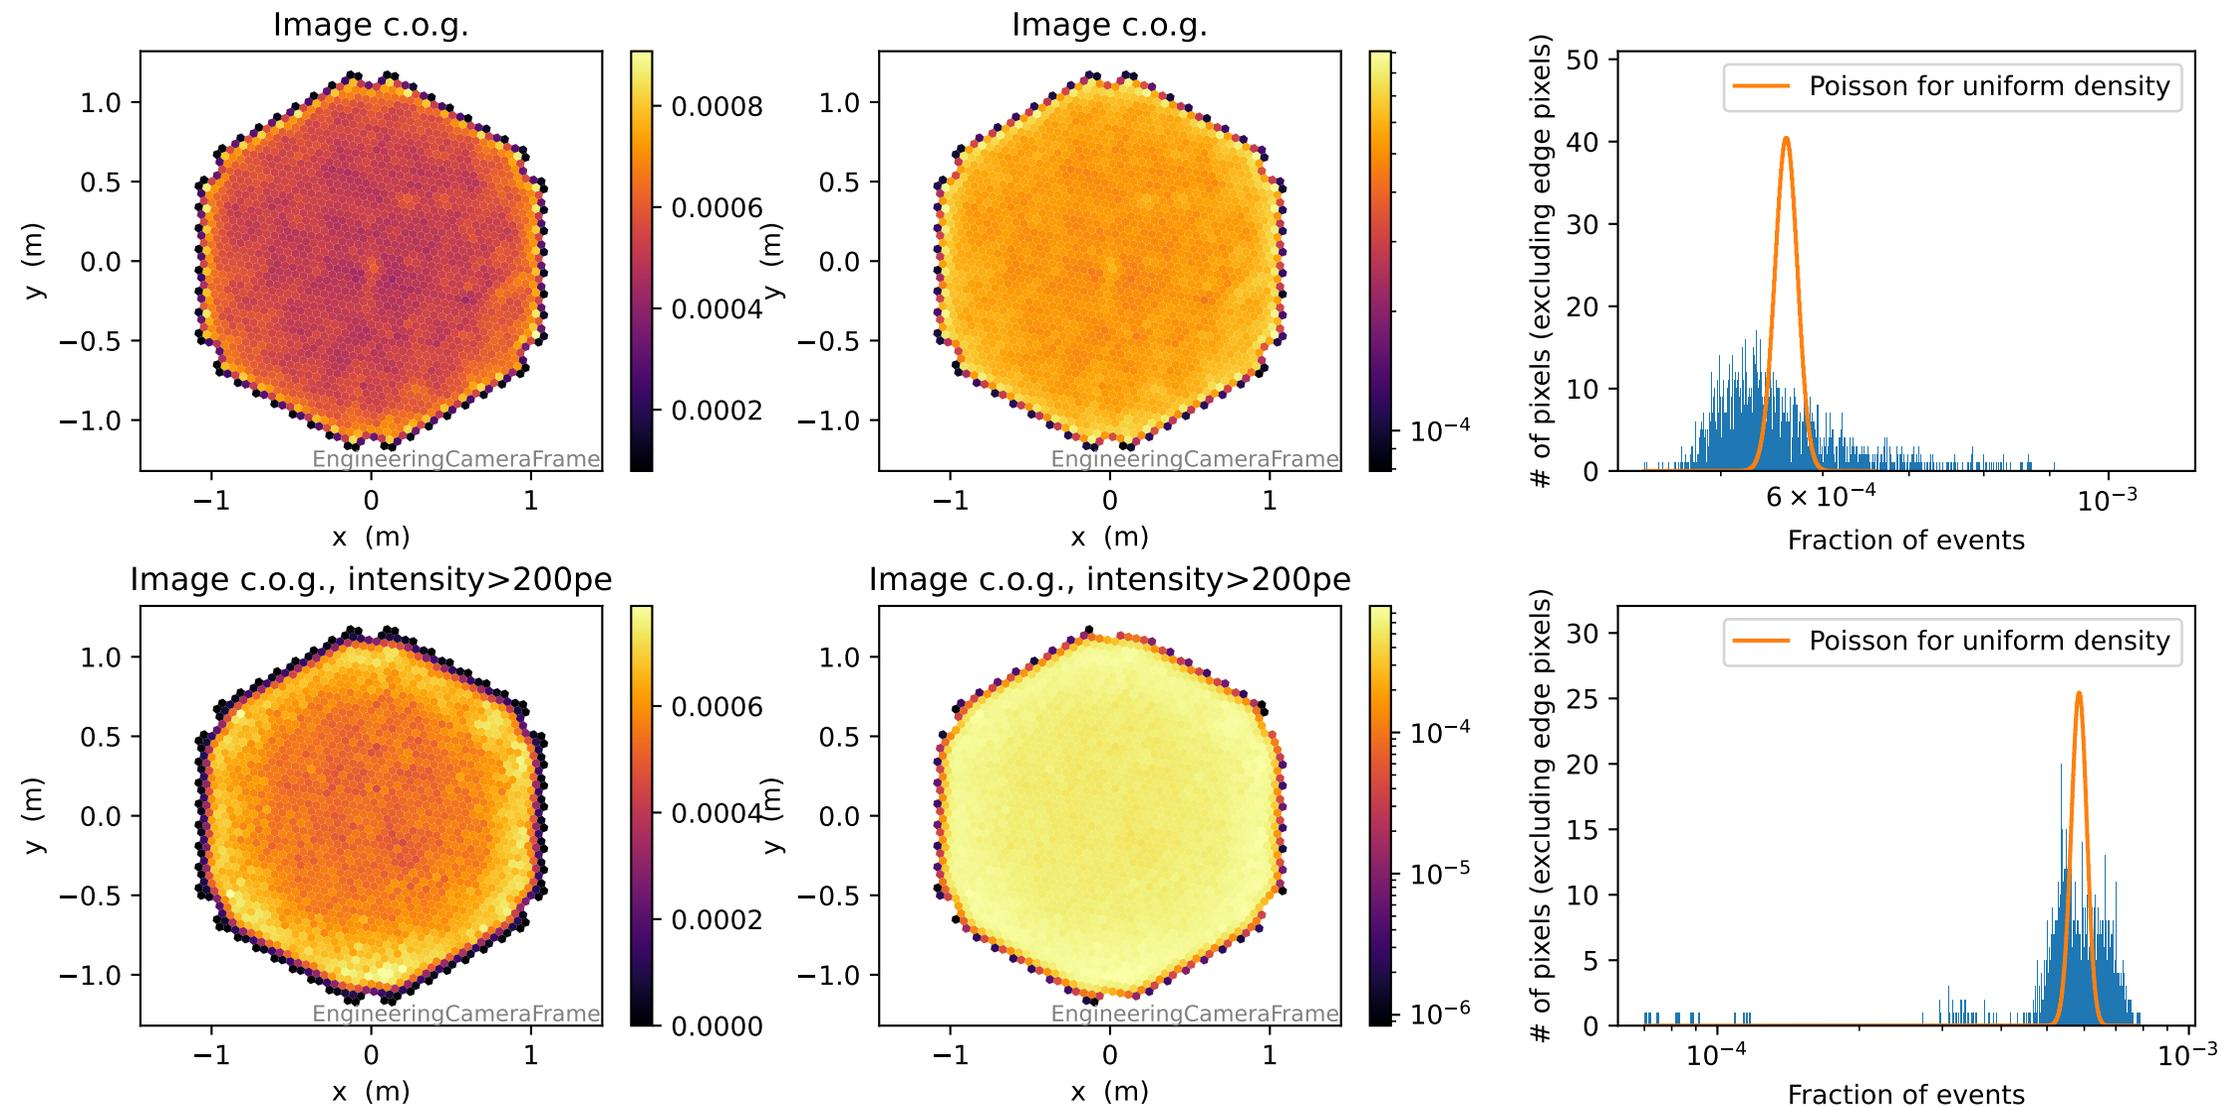 Image c.o.g.
1.0
0.5
0.0
−0.5
−1.0
y (m)
−1 0 1
x (m)
EngineeringCameraFrame
0.0008
0.0006
0.0004
0.0002
Image c.o.g.
1.0
0.5
0.0
−0.5
−1.0
y (m)
−1 0 1
x (m)
EngineeringCameraFrame
10⁻⁴
50
40
30
20
10
0
# of pixels (excluding edge pixels)
Poisson for uniform density
6 × 10⁻⁴ 10⁻³
Fraction of events
Image c.o.g., intensity>200pe
1.0
0.5
0.0
−0.5
−1.0
y (m)
−1 0 1
x (m)
EngineeringCameraFrame
0.0006
0.0004
0.0002
0.0000
Image c.o.g., intensity>200pe
1.0
0.5
0.0
−0.5
−1.0
y (m)
−1 0 1
x (m)
EngineeringCameraFrame
10⁻⁴
10⁻⁵
10⁻⁶
30
25
20
15
10
5
0
# of pixels (excluding edge pixels)
Poisson for uniform density
10⁻⁴ 10⁻³
Fraction of events